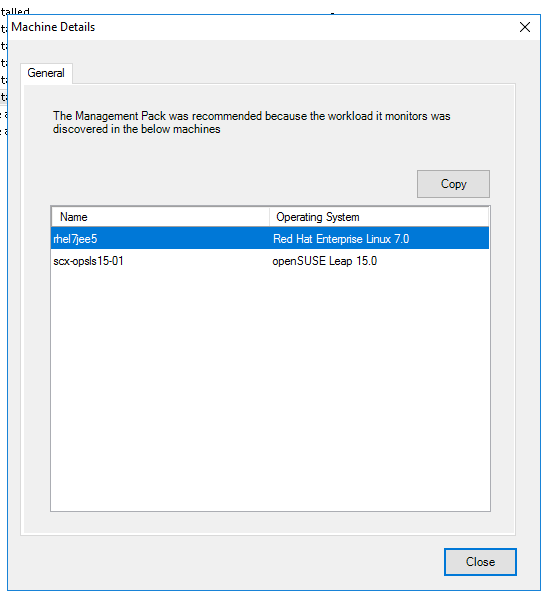 talled
Machine Details
General
The Management Pack was recommended because the workload it monitors was
discovered in the below machines
Copy
Name Operating System
rhel7jee5 Red Hat Enterprise Linux 7.0
scx-opsls15-01 openSUSE Leap 15.0
Close